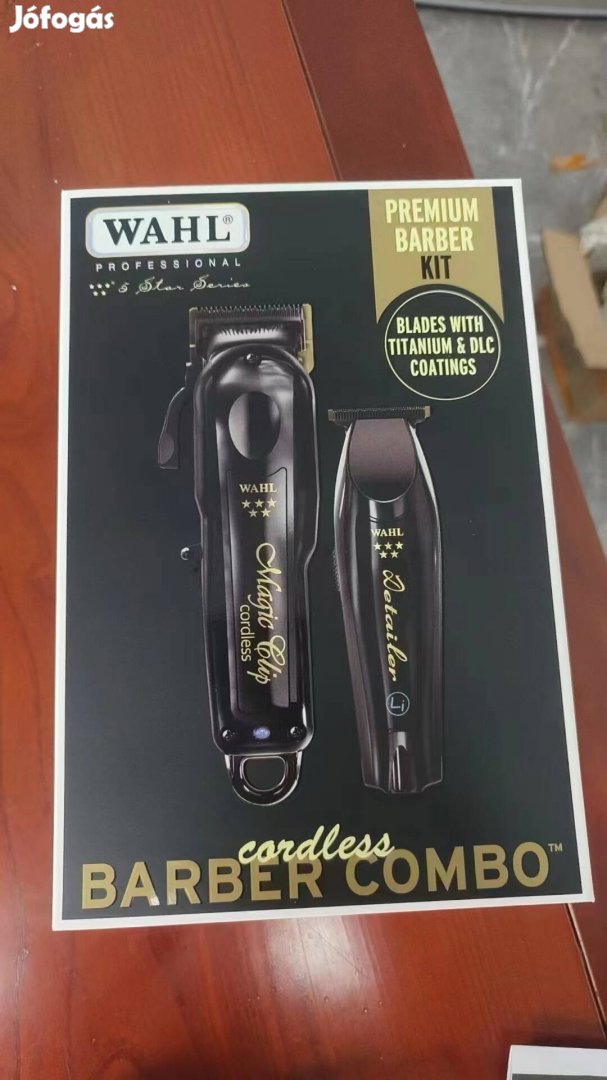 Jófogás
WAHL®
PROFESSIONAL
5 Star Series
PREMIUM
BARBER
KIT
BLADES WITH
TITANIUM & DLC
COATINGS
WAHL
Magic Clip
cordless
WAHL
Detailer
Li
cordless
BARBER COMBO™